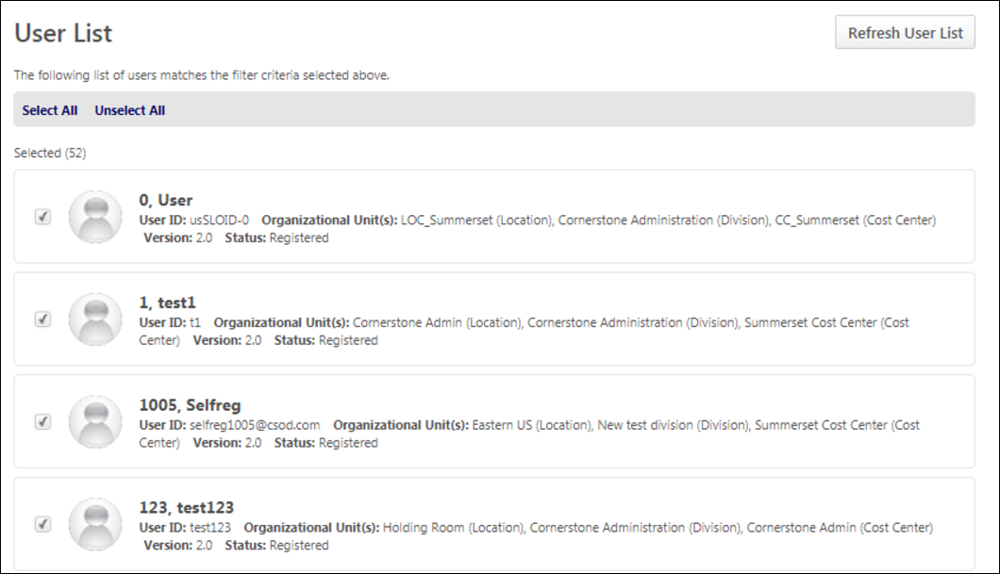 User List
Refresh User List
The following list of users matches the filter criteria selected above.
Select All Unselect All
Selected (52)
0, User
User ID: usSLOID-0 Organizational Unit(s): LOC_Summerset (Location), Cornerstone Administration (Division), CC_Summerset (Cost Center)
Version: 2.0 Status: Registered
1, test1
User ID: t1 Organizational Unit(s): Cornerstone Admin (Location), Cornerstone Administration (Division), Summerset Cost Center (Cost
Center) Version: 2.0 Status: Registered
1005, Selfreg
User ID: selfreg1005@csod.com Organizational Unit(s): Eastern US (Location), New test division (Division), Summerset Cost Center (Cost
Center) Version: 2.0 Status: Registered
123, test123
User ID: test123 Organizational Unit(s): Holding Room (Location), Cornerstone Administration (Division), Cornerstone Admin (Cost Center)
Version: 2.0 Status: Registered